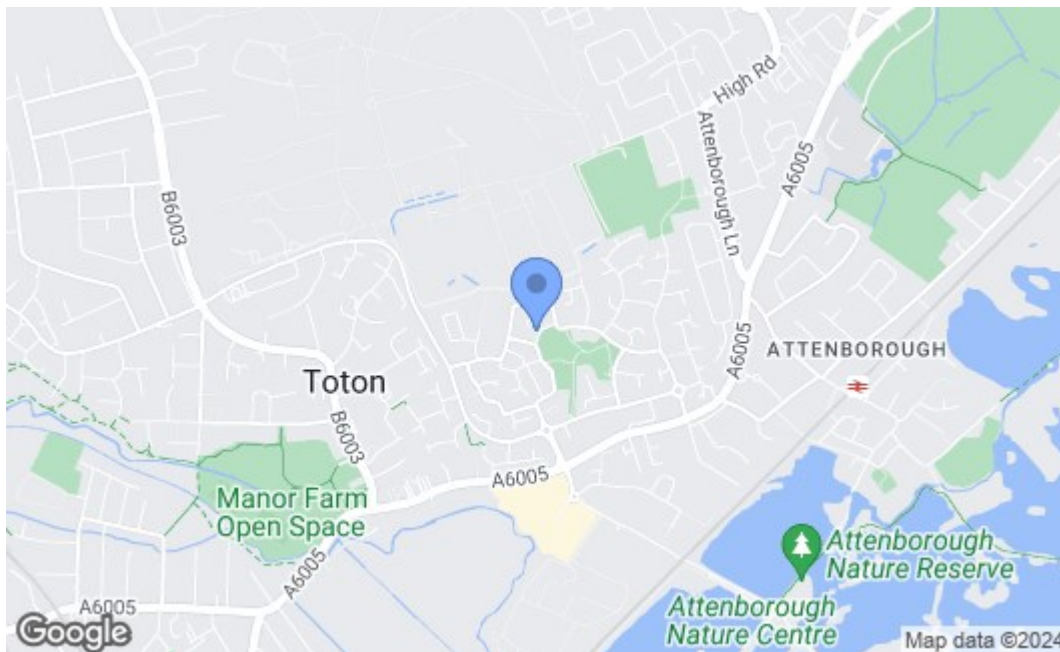 High Rd
Attenborough Ln
A6005
B6003
A6005
ATTENBOROUGH
Toton
B6003
A6005
Manor Farm
Open Space
Attenborough
Nature Reserve
A6005
A6005
Attenborough
Nature Centre
Google
Map data ©2024